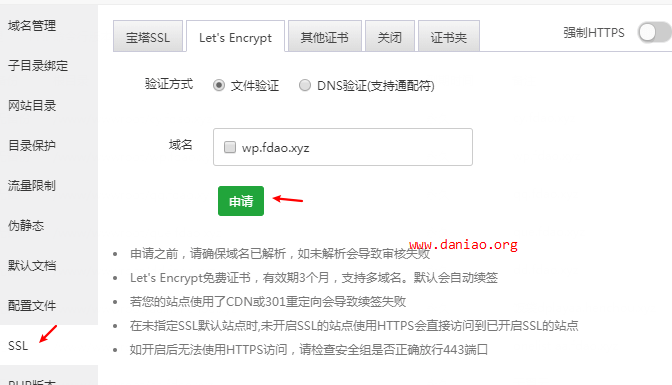 域名管理
子目录绑定
网站目录
目录保护
流量限制
伪静态
默认文档
配置文件
SSL
PHP版本
宝塔SSL
Let's Encrypt
其他证书
关闭
证书夹
强制HTTPS
验证方式
文件验证
DNS验证(支持通配符)
域名
wp.fdao.xyz
申请
www.daniao.org
申请之前，请确保域名已解析，如未解析会导致审核失败
Let's Encrypt免费证书，有效期3个月，支持多域名。默认会自动续签
若您的站点使用了CDN或301重定向会导致续签失败
在未指定SSL默认站点时,未开启SSL的站点使用HTTPS会直接访问到已开启SSL的站点
如开启后无法使用HTTPS访问，请检查安全组是否正确放行443端口